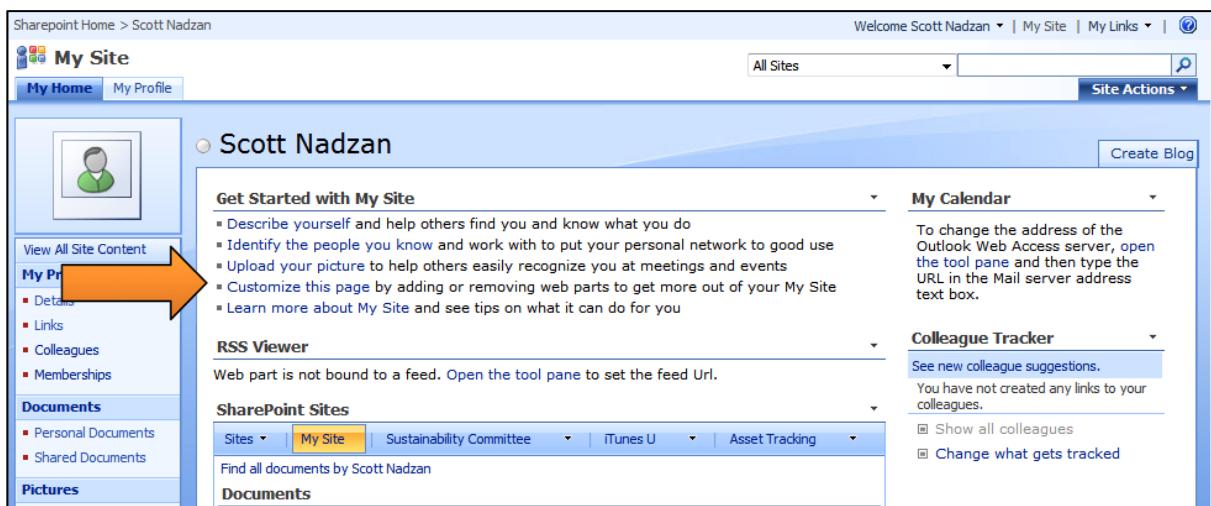 Sharepoint Home > Scott Nadzan
Welcome Scott Nadzan | My Site | My Links |
My Site
All Sites
My Home My Profile
Site Actions
Scott Nadzan
Create Blog
View All Site Content
My Pr
Details
Links
Colleagues
Memberships
Documents
Personal Documents
Shared Documents
Pictures
Get Started with My Site
Describe yourself and help others find you and know what you do
Identify the people you know and work with to put your personal network to good use
Upload your picture to help others easily recognize you at meetings and events
Customize this page by adding or removing web parts to get more out of your My Site
Learn more about My Site and see tips on what it can do for you
RSS Viewer
Web part is not bound to a feed. Open the tool pane to set the feed Url.
SharePoint Sites
Sites | My Site | Sustainability Committee | iTunes U | Asset Tracking
Find all documents by Scott Nadzan
Documents
My Calendar
To change the address of the
Outlook Web Access server, open
the tool pane and then type the
URL in the Mail server address
text box.
Colleague Tracker
See new colleague suggestions.
You have not created any links to your
colleagues.
Show all colleagues
Change what gets tracked